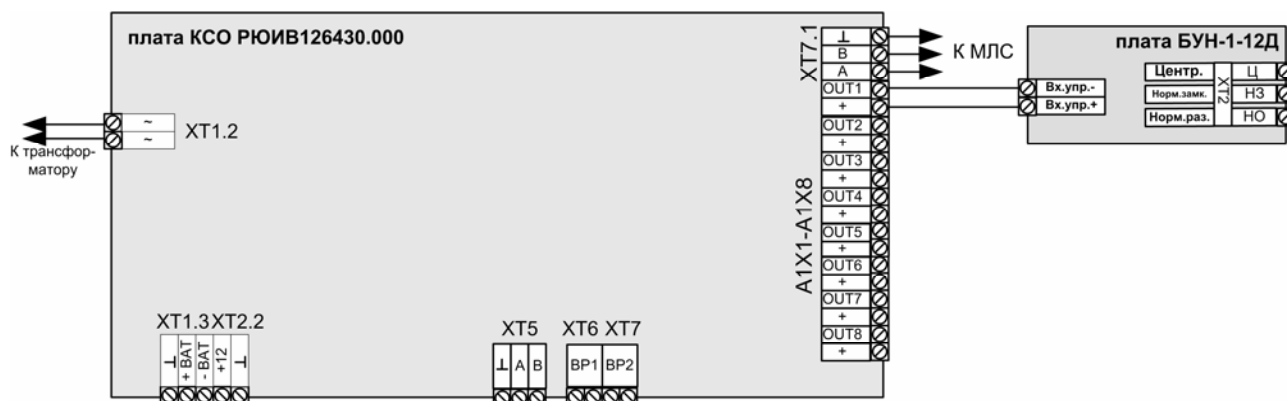 плата КСО РЮИВ126430.000
~
~
XT1.2
К трансфор-
матору
XT1.3
XT2.2
⊥
+ BAT
- BAT
+12
⊥
XT5
⊥
A
B
XT6
XT7
BP1
BP2
XT7.1
A1X1-A1X8
⊥
B
A
OUT1
+
OUT2
+
OUT3
+
OUT4
+
OUT5
+
OUT6
+
OUT7
+
OUT8
+
К МЛС
плата БУН-1-12Д
Вх.упр.-
Вх.упр.+
XT2
Центр.
Ц
Норм.замк.
НЗ
Норм.раз.
НО